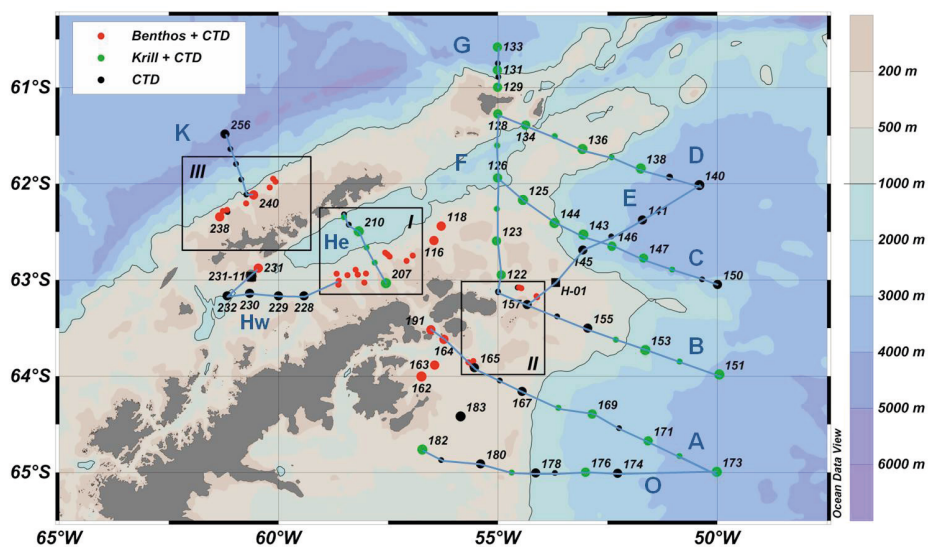 Benthos + CTD
Krill + CTD
CTD
G
133
131
129
128
134
136
138
D
140
F
126
125
E
141
144
143
146
147
C
150
145
123
122
K
256
III
240
238
He
210
I
118
116
207
231-11
231
232
230
229
228
Hw
H-01
157
155
II
153
B
151
191
164
163
165
162
167
169
171
A
173
183
182
180
178
176
174
O
61°S
62°S
63°S
64°S
65°S
65°W
60°W
55°W
50°W
200 m
500 m
1000 m
2000 m
3000 m
4000 m
5000 m
6000 m
Ocean Data View